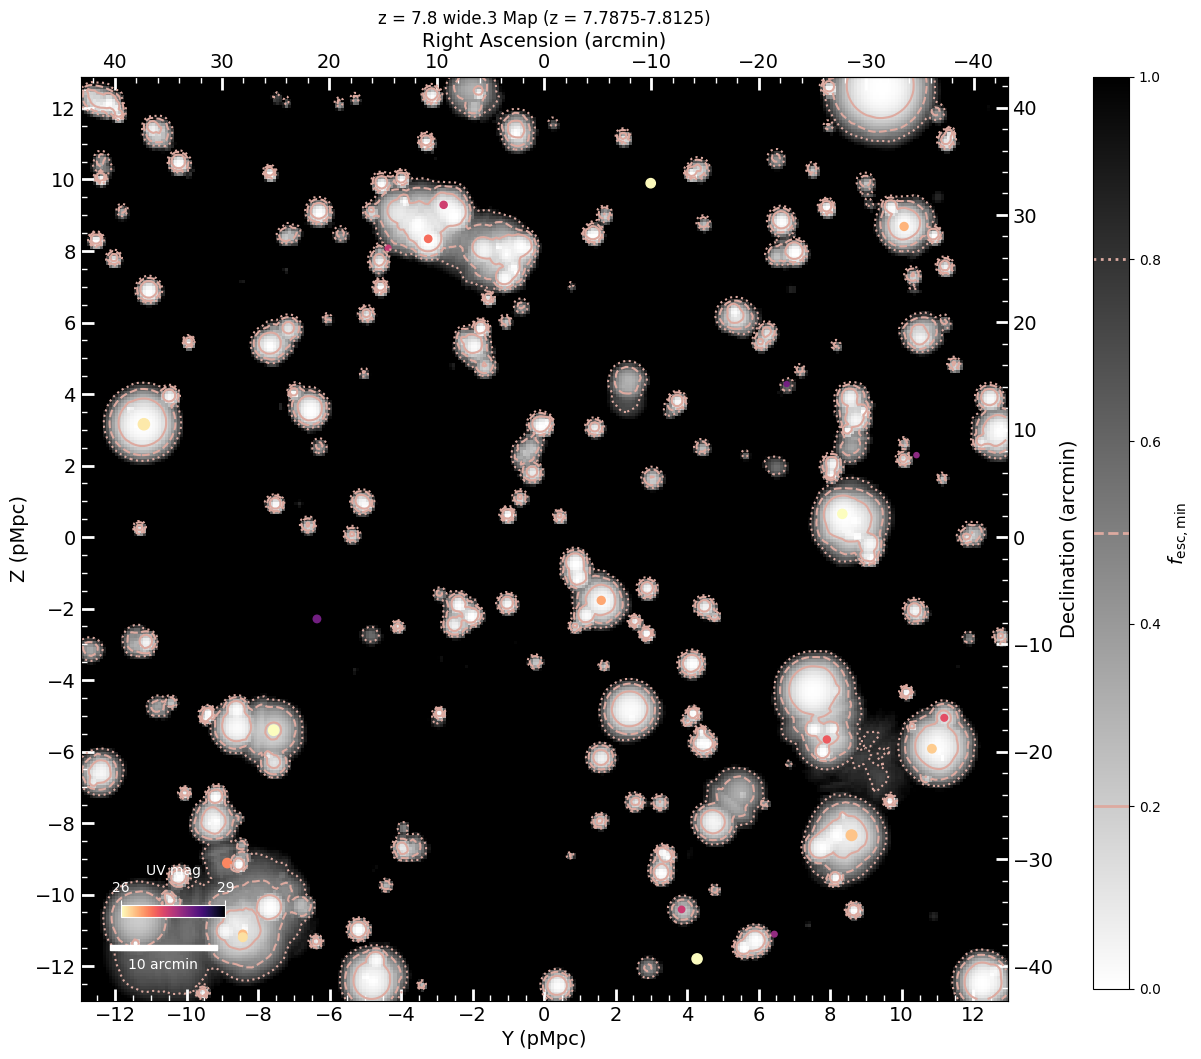 z = 7.8 wide.3 Map (z = 7.7875-7.8125)
Right Ascension (arcmin)
40 30 20 10 0 −10 −20 −30 −40
12 10 8 6 4 2 0 −2 −4 −6 −8 −10 −12
Z (pMpc)
40 30 20 10 0 −10 −20 −30 −40
Declination (arcmin)
1.0 0.8 0.6 0.4 0.2 0.0
fesc, min
UV mag
26 29
10 arcmin
−12 −10 −8 −6 −4 −2 0 2 4 6 8 10 12
Y (pMpc)